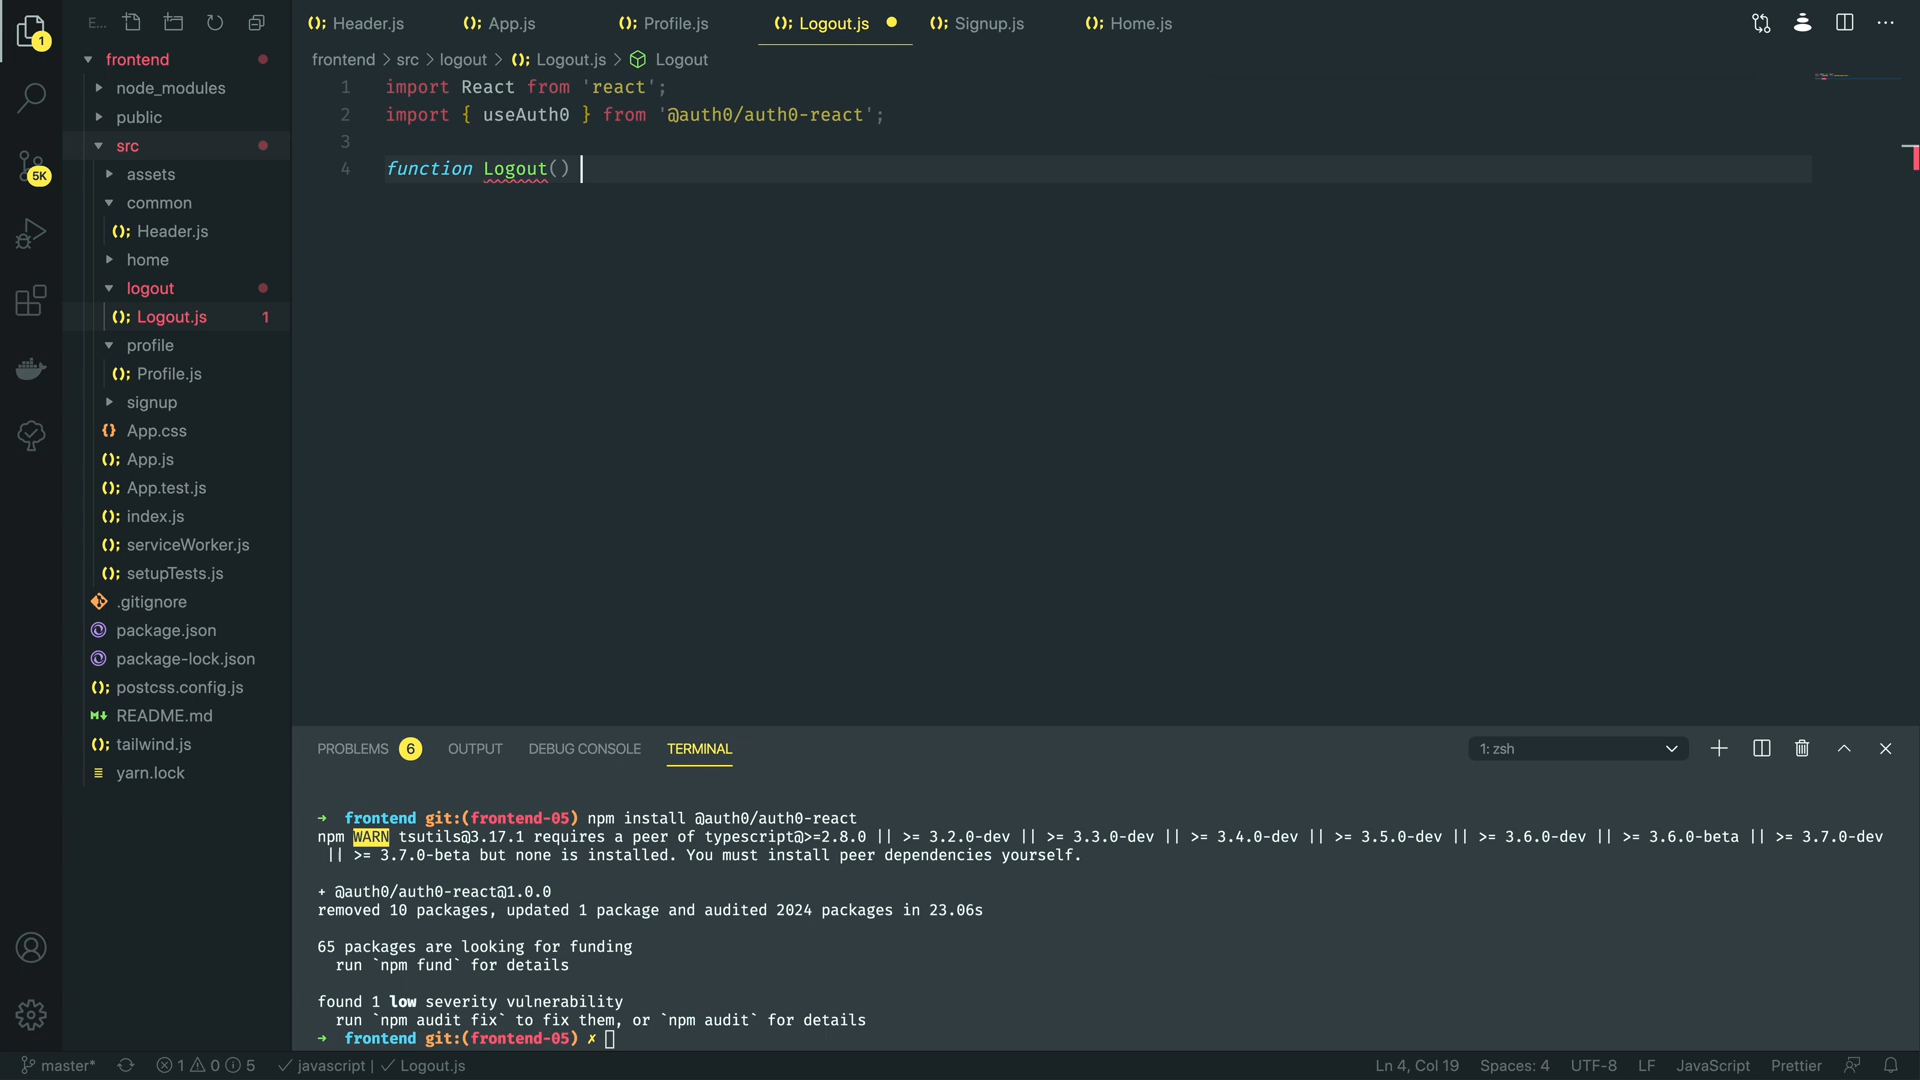 E...
Header.js
App.js
Profile.js
Logout.js
Signup.js
Home.js
1
5K
frontend
node_modules
public
src
assets
common
Header.js
home
logout
Logout.js 1
profile
Profile.js
signup
App.css
App.js
App.test.js
index.js
serviceWorker.js
setupTests.js
.gitignore
package.json
package-lock.json
postcss.config.js
README.md
tailwind.js
yarn.lock
frontend > src > logout > Logout.js > Logout
1 import React from 'react';
2 import { useAuth0 } from '@auth0/auth0-react';
3
4 function Logout()
PROBLEMS 6 OUTPUT DEBUG CONSOLE TERMINAL
1: zsh
→ frontend git:(frontend-05) npm install @auth0/auth0-react
npm WARN tsutils@3.17.1 requires a peer of typescript@>=2.8.0 || >= 3.2.0-dev || >= 3.3.0-dev || >= 3.4.0-dev || >= 3.5.0-dev || >= 3.6.0-dev || >= 3.6.0-beta || >= 3.7.0-dev
|| >= 3.7.0-beta but none is installed. You must install peer dependencies yourself.
+ @auth0/auth0-react@1.0.0
removed 10 packages, updated 1 package and audited 2024 packages in 23.06s
65 packages are looking for funding
run `npm fund` for details
found 1 low severity vulnerability
run `npm audit fix` to fix them, or `npm audit` for details
→ frontend git:(frontend-05) ✗
master* 1 0 5 ✓ javascript | ✓ Logout.js
Ln 4, Col 19 Spaces: 4 UTF-8 LF JavaScript Prettier